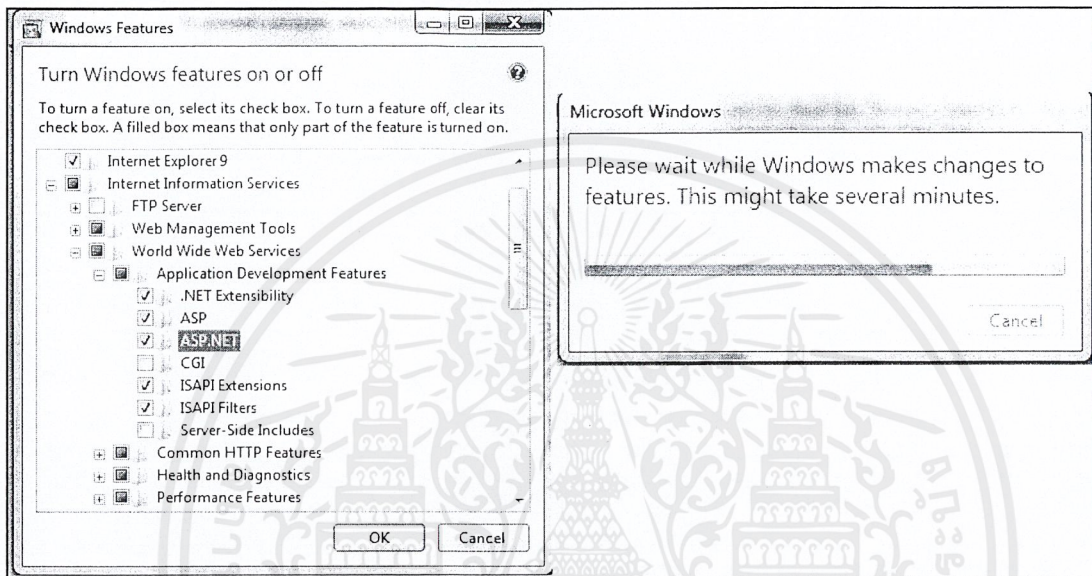 Windows Features
Turn Windows features on or off
To turn a feature on, select its check box. To turn a feature off, clear its
check box. A filled box means that only part of the feature is turned on.
Internet Explorer 9
Internet Information Services
FTP Server
Web Management Tools
World Wide Web Services
Application Development Features
.NET Extensibility
ASP
ASP.NET
CGI
ISAPI Extensions
ISAPI Filters
Server-Side Includes
Common HTTP Features
Health and Diagnostics
Performance Features
OK
Cancel
Microsoft Windows
Please wait while Windows makes changes to
features. This might take several minutes.
Cancel